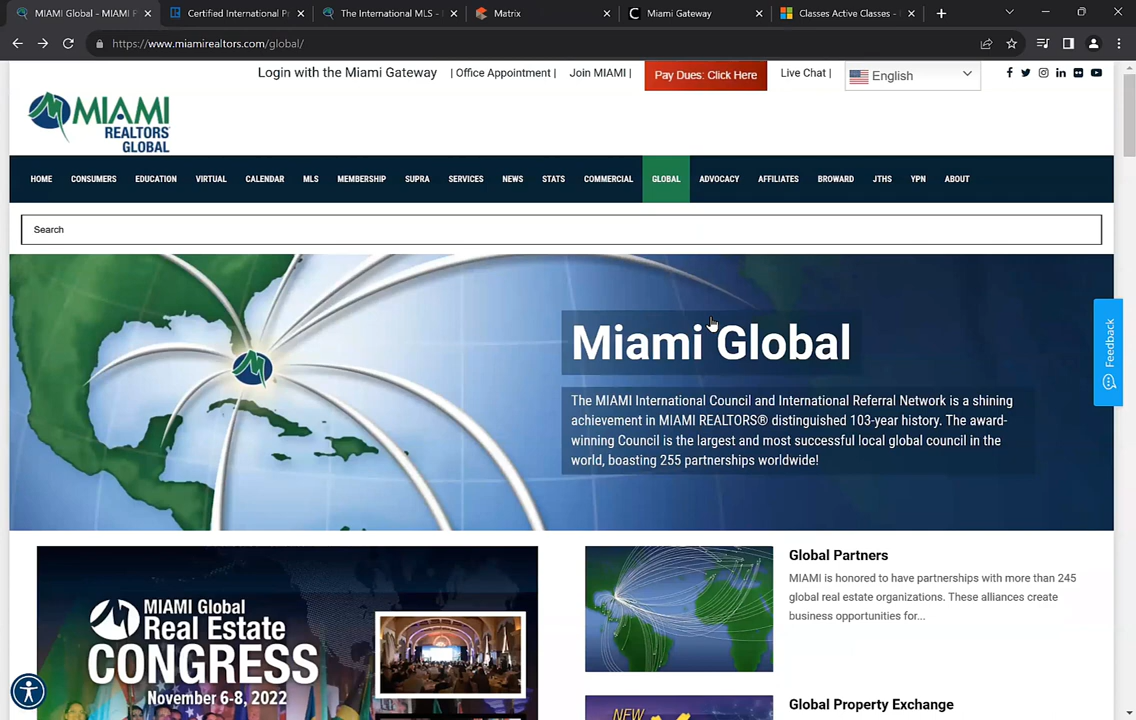 MIAMI Global - MIAMI R
Certified International Pr
The International MLS -
Matrix
Miami Gateway
Classes Active Classes -
https://www.miamirealtors.com/global/
Login with the Miami Gateway | Office Appointment | Join MIAMI | Pay Dues: Click Here Live Chat | English
MIAMI
REALTORS®
GLOBAL
HOME CONSUMERS EDUCATION VIRTUAL CALENDAR MLS MEMBERSHIP SUPRA SERVICES NEWS STATS COMMERCIAL GLOBAL ADVOCACY AFFILIATES BROWARD JTHS YPN ABOUT
Search
Miami Global
The MIAMI International Council and International Referral Network is a shining
achievement in MIAMI REALTORS® distinguished 103-year history. The award-
winning Council is the largest and most successful local global council in the
world, boasting 255 partnerships worldwide!
Feedback
MIAMI Global
Real Estate
CONGRESS
November 6-8, 2022
Global Partners
MIAMI is honored to have partnerships with more than 245
global real estate organizations. These alliances create
business opportunities for...
NEW
Global Property Exchange